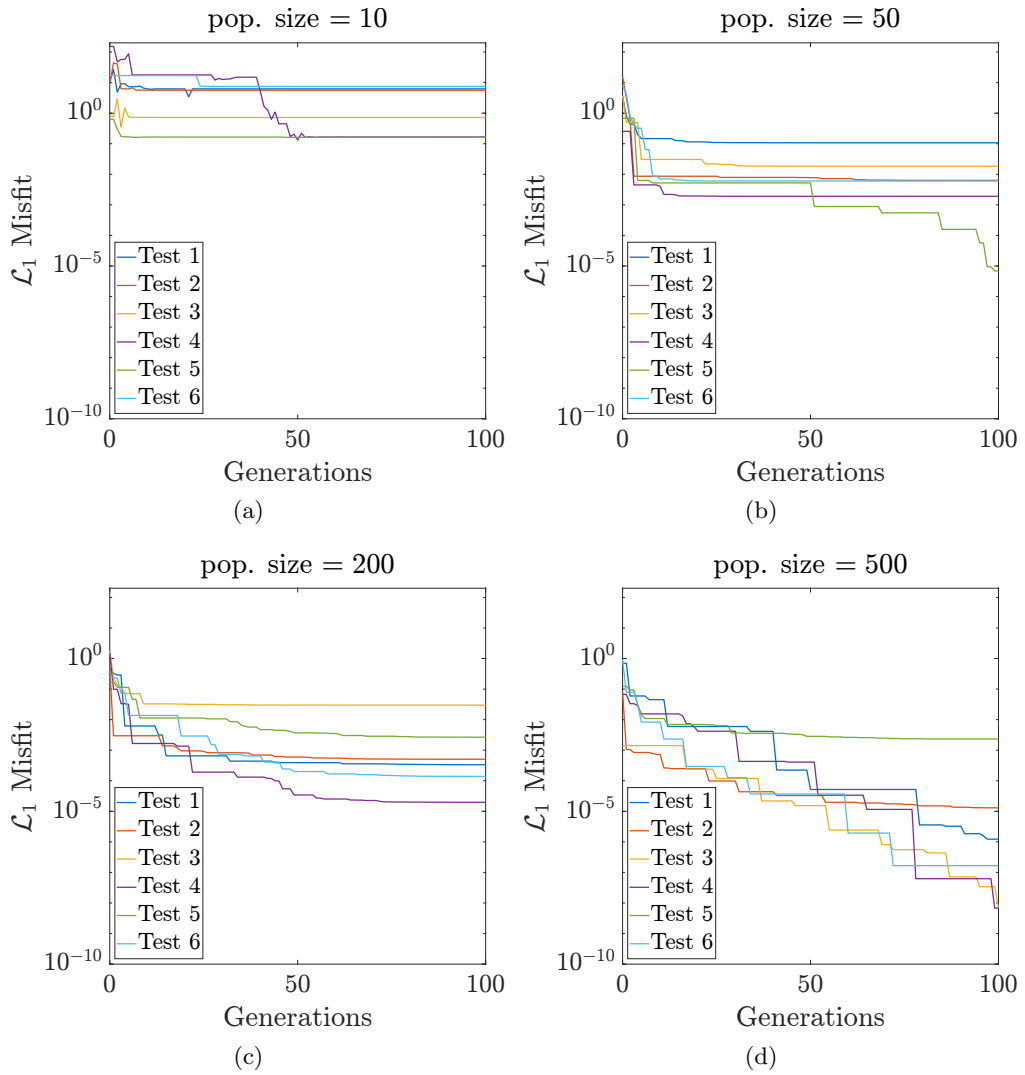 pop. size = 10
10^0
10^−5
10^−10
ℒ₁ Misfit
Test 1
Test 2
Test 3
Test 4
Test 5
Test 6
0 50 100
Generations
(a)
pop. size = 50
10^0
10^−5
10^−10
ℒ₁ Misfit
Test 1
Test 2
Test 3
Test 4
Test 5
Test 6
0 50 100
Generations
(b)
pop. size = 200
10^0
10^−5
10^−10
ℒ₁ Misfit
Test 1
Test 2
Test 3
Test 4
Test 5
Test 6
0 50 100
Generations
(c)
pop. size = 500
10^0
10^−5
10^−10
ℒ₁ Misfit
Test 1
Test 2
Test 3
Test 4
Test 5
Test 6
0 50 100
Generations
(d)